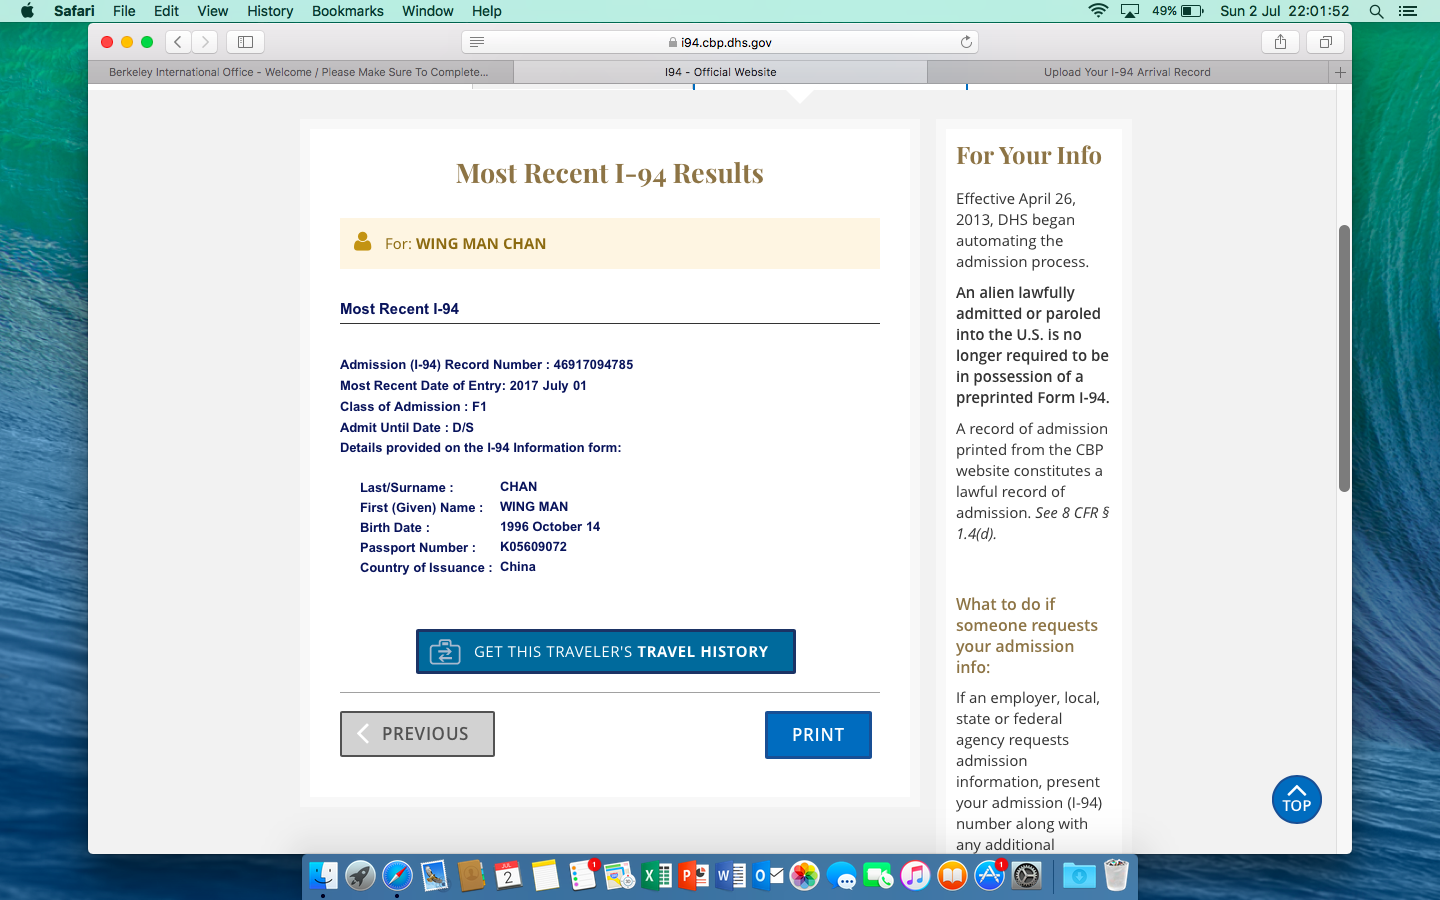 Safari File Edit View History Bookmarks Window Help 49% Sun 2 Jul 22:01:52
i94.cbp.dhs.gov
Berkeley International Office - Welcome / Please Make Sure To Complete... I94 - Official Website Upload Your I-94 Arrival Record
Most Recent I-94 Results
For: WING MAN CHAN
Most Recent I-94
Admission (I-94) Record Number : 46917094785
Most Recent Date of Entry: 2017 July 01
Class of Admission : F1
Admit Until Date : D/S
Details provided on the I-94 Information form:
Last/Surname : CHAN
First (Given) Name : WING MAN
Birth Date : 1996 October 14
Passport Number : K05609072
Country of Issuance : China
GET THIS TRAVELER'S TRAVEL HISTORY
PREVIOUS
PRINT
For Your Info
Effective April 26,
2013, DHS began
automating the
admission process.
An alien lawfully
admitted or paroled
into the U.S. is no
longer required to be
in possession of a
preprinted Form I-94.
A record of admission
printed from the CBP
website constitutes a
lawful record of
admission. See 8 CFR §
1.4(d).
What to do if
someone requests
your admission
info:
If an employer, local,
state or federal
agency requests
admission
information, present
your admission (I-94)
number along with
any additional
TOP
JUL
2
1
1